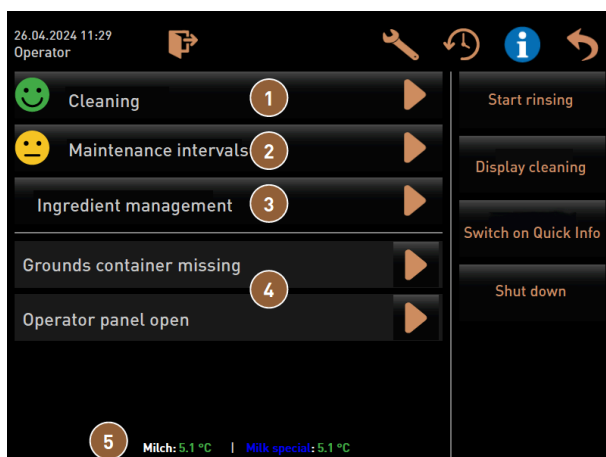 26.04.2024 11:29
Operator
Cleaning
1
Start rinsing
Maintenance intervals
2
Display cleaning
Ingredient management
3
Switch on Quick Info
Grounds container missing
4
Shut down
Operator panel open
5
Milch: 5.1 °C | Milk special: 5.1 °C